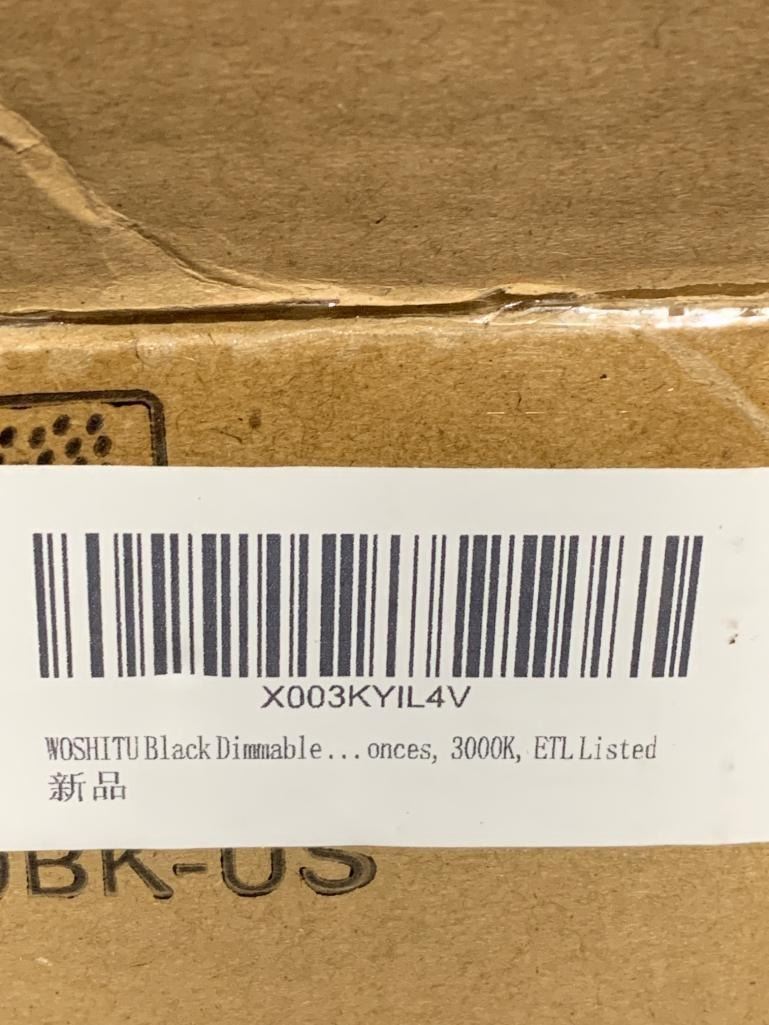 X003KYIL4V
WOSHITU Black Dimmable...onces, 3000K, ETL Listed
新品
BK-US